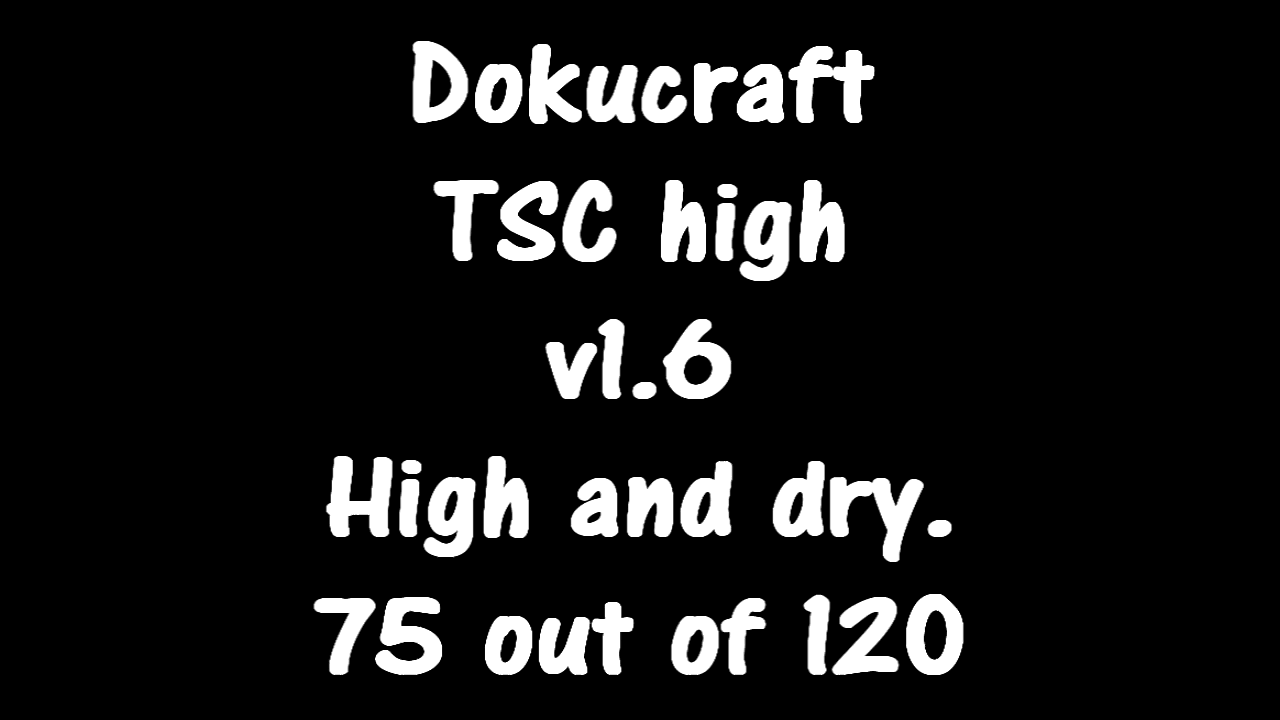 Dokucraft
TSC high
v1.6
High and dry.
75 out of 120